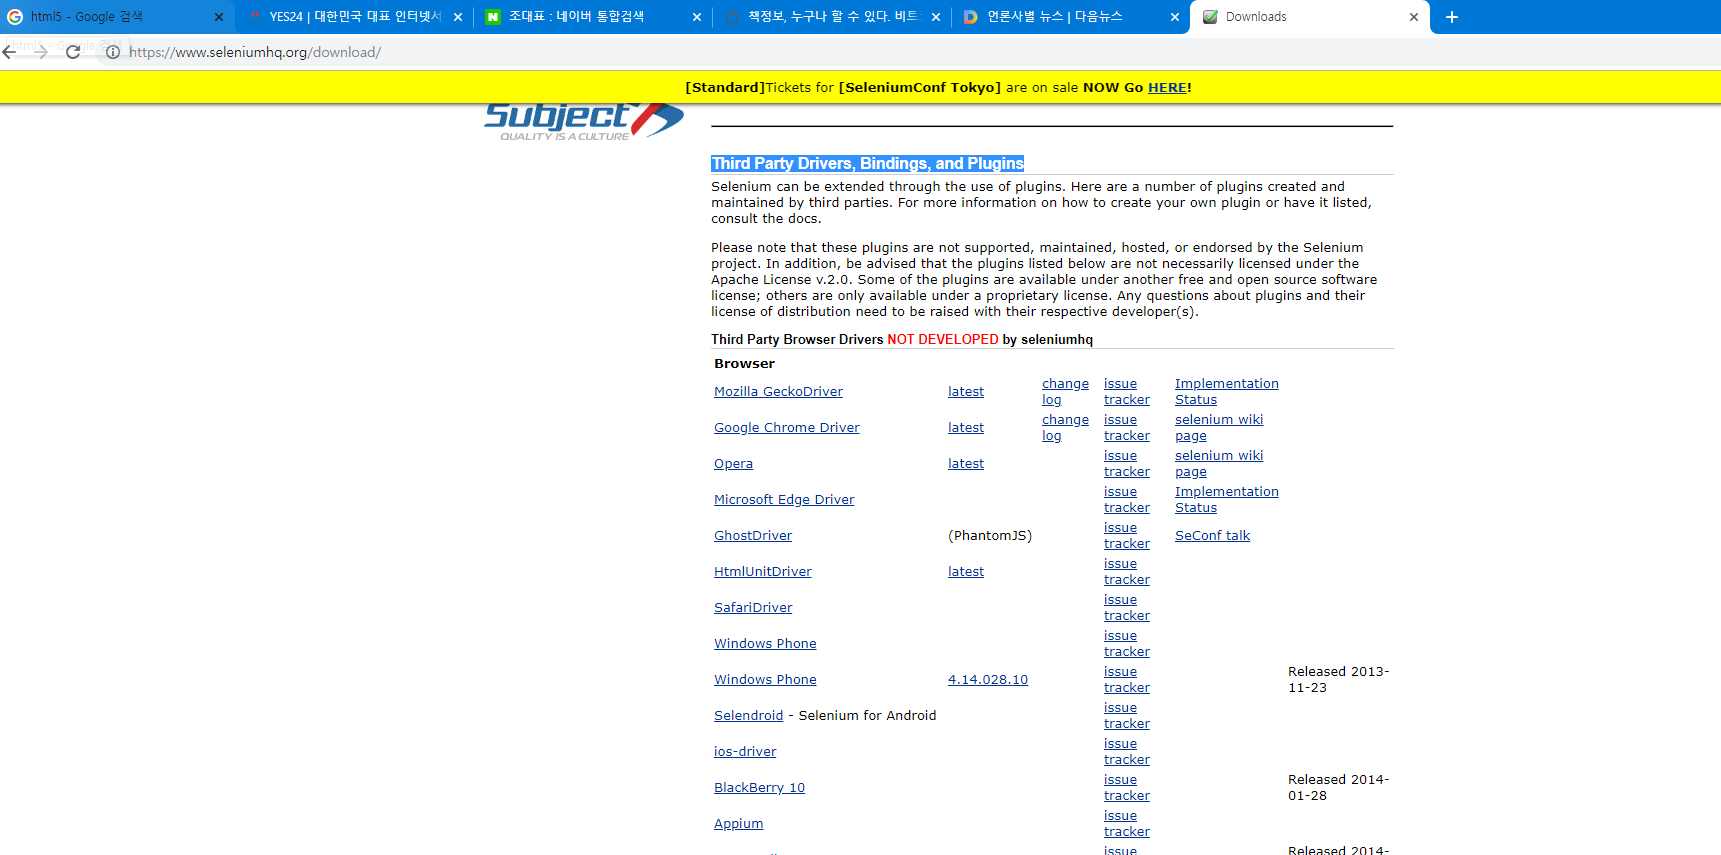 html5 - Google 검색
YES24 | 대한민국 대표 인터넷서
조대표 : 네이버 통합검색
책정보, 누구나 할 수 있다. 비트
언론사별 뉴스 | 다음뉴스
Downloads
html5 - Google 검색
https://www.seleniumhq.org/download/
[Standard]Tickets for [SeleniumConf Tokyo] are on sale NOW Go HERE!
Subject
QUALITY IS A CULTURE
Third Party Drivers, Bindings, and Plugins
Selenium can be extended through the use of plugins. Here are a number of plugins created and
maintained by third parties. For more information on how to create your own plugin or have it listed,
consult the docs.
Please note that these plugins are not supported, maintained, hosted, or endorsed by the Selenium
project. In addition, be advised that the plugins listed below are not necessarily licensed under the
Apache License v.2.0. Some of the plugins are available under another free and open source software
license; others are only available under a proprietary license. Any questions about plugins and their
license of distribution need to be raised with their respective developer(s).
Third Party Browser Drivers NOT DEVELOPED by seleniumhq
Browser
Mozilla GeckoDriver latest change log issue tracker Implementation Status
Google Chrome Driver latest change log issue tracker selenium wiki page
Opera latest issue tracker selenium wiki page
Microsoft Edge Driver issue tracker Implementation Status
GhostDriver (PhantomJS) issue tracker SeConf talk
HtmlUnitDriver latest issue tracker
SafariDriver issue tracker
Windows Phone issue tracker
Windows Phone 4.14.028.10 issue tracker Released 2013-11-23
Selendroid - Selenium for Android issue tracker
ios-driver issue tracker
BlackBerry 10 issue tracker Released 2014-01-28
Appium issue tracker
issue Released 2014-